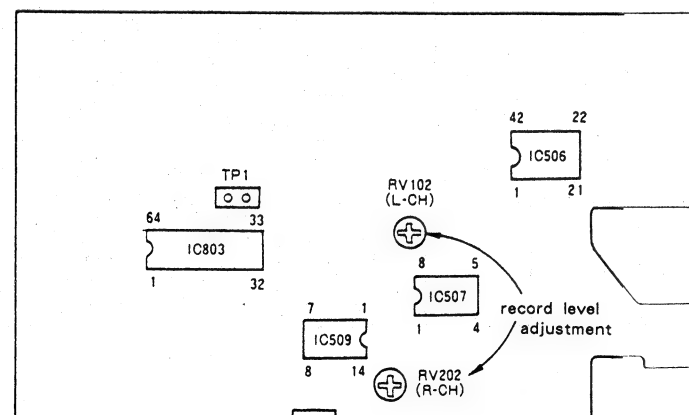 42 22
IC506
1 21
TP1
RV102
(L-CH)
64 33
IC803
1 32
8 5
IC507
1 4
record level
adjustment
7 1
IC509
8 14
RV202
(R-CH)